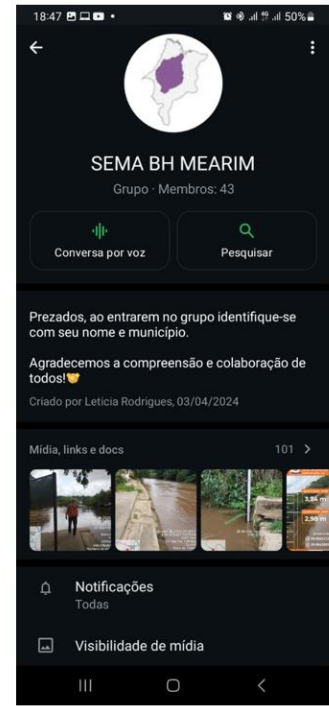 18:47
50%
SEMA BH MEARIM
Grupo · Membros: 43
Conversa por voz
Pesquisar
Prezados, ao entrarem no grupo identifique-se
com seu nome e município.
Agradecemos a compreensão e colaboração de
todos!🤝
Criado por Leticia Rodrigues, 03/04/2024
Mídia, links e docs
101 >
3,24 m
2,98 m
Notificações
Todas
Visibilidade de mídia